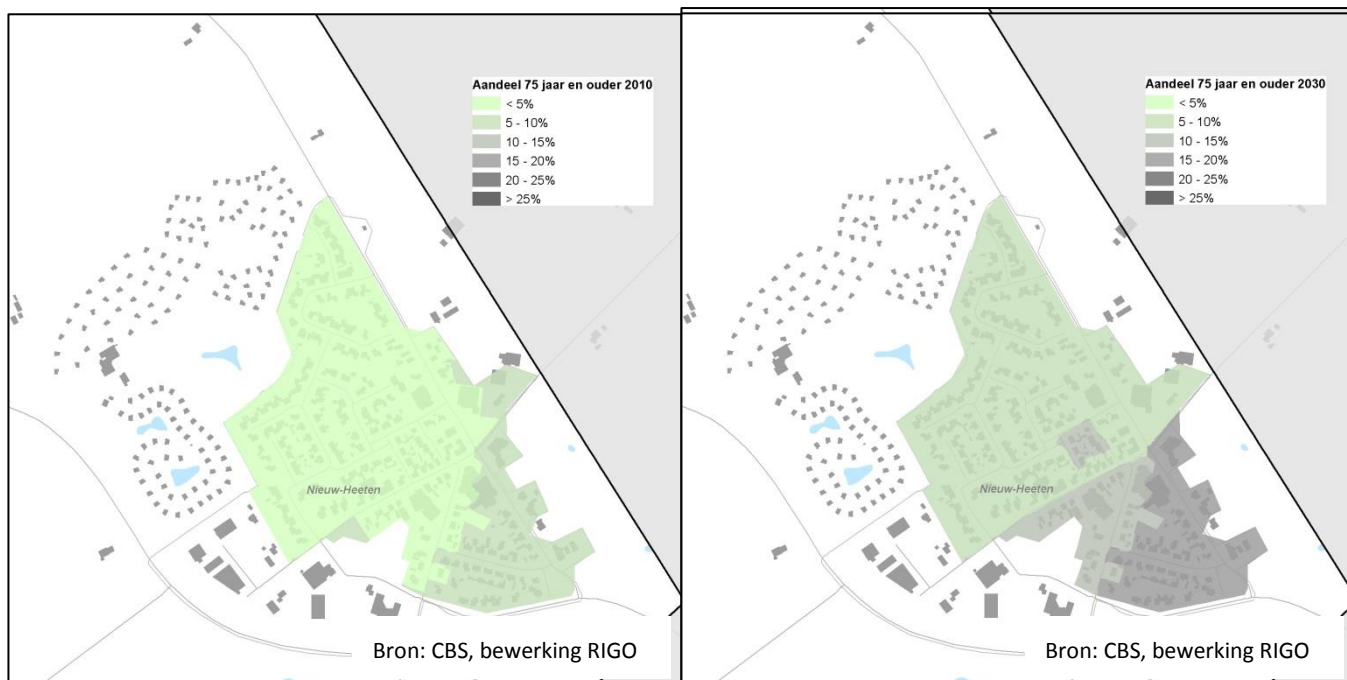 Aandeel 75 jaar en ouder 2010
< 5%
5 - 10%
10 - 15%
15 - 20%
20 - 25%
> 25%
Nieuw-Heeten
Bron: CBS, bewerking RIGO
Aandeel 75 jaar en ouder 2030
< 5%
5 - 10%
10 - 15%
15 - 20%
20 - 25%
> 25%
Nieuw-Heeten
Bron: CBS, bewerking RIGO